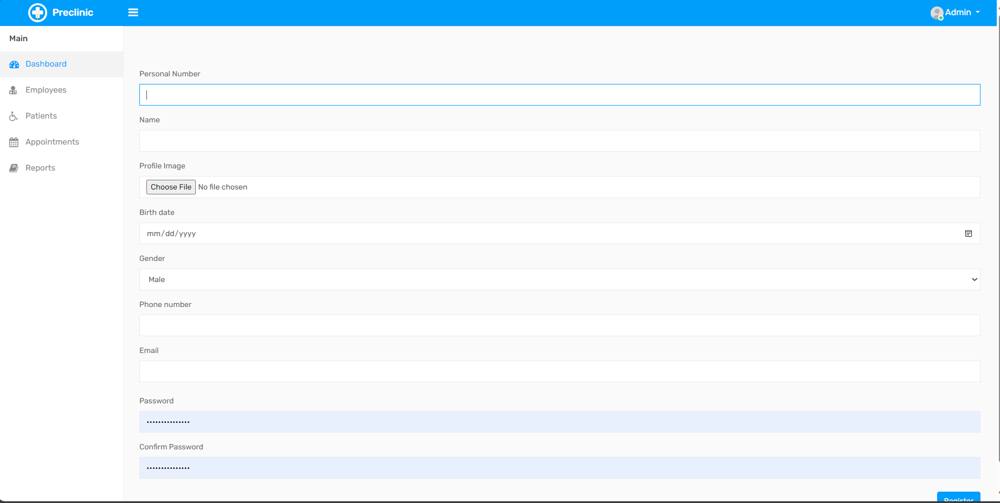 Preclinic
Admin
Main
Dashboard
Employees
Patients
Appointments
Reports
Personal Number
Name
Profile Image
Choose File No file chosen
Birth date
mm/dd/yyyy
Gender
Male
Phone number
Email
Password
•••••••••••••••
Confirm Password
•••••••••••••••
Register